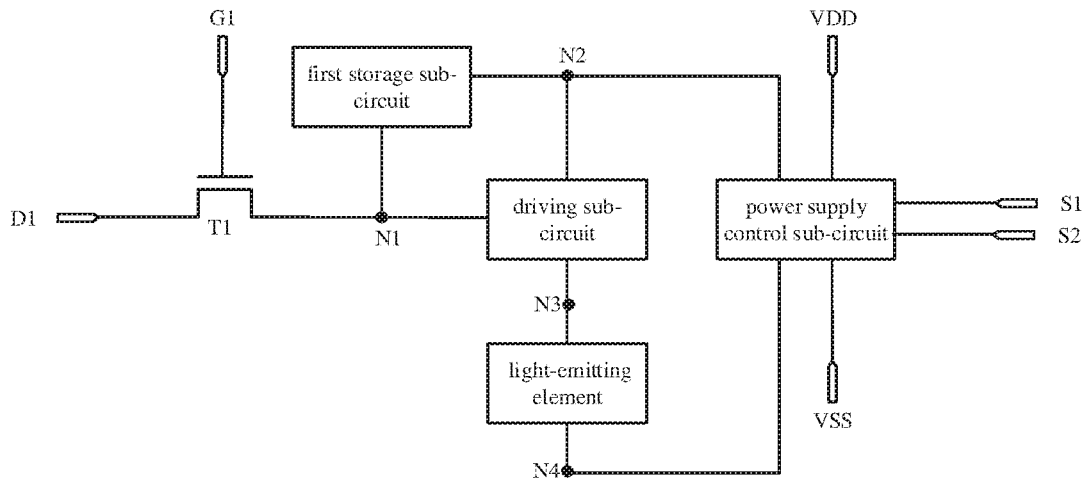 G1
VDD
N2
first storage sub-
circuit
D1
T1
N1
driving sub-
circuit
power supply
control sub-circuit
S1
S2
N3
light-emitting
element
VSS
N4